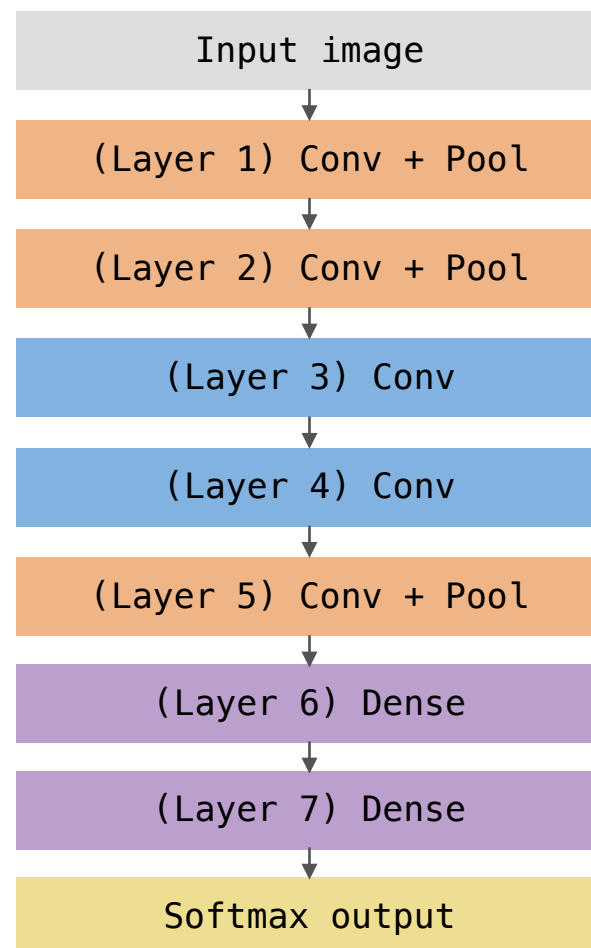 Input image
(Layer 1) Conv + Pool
(Layer 2) Conv + Pool
(Layer 3) Conv
(Layer 4) Conv
(Layer 5) Conv + Pool
(Layer 6) Dense
(Layer 7) Dense
Softmax output